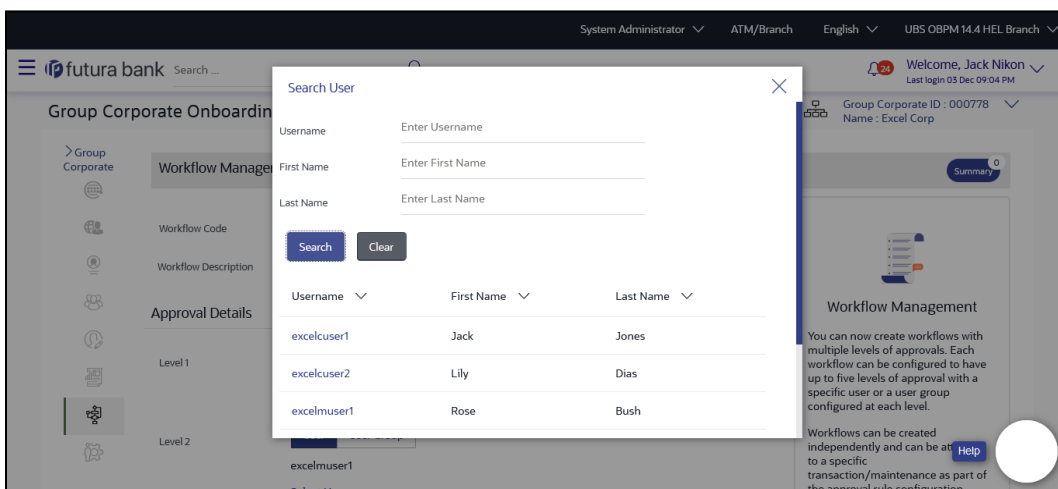 System Administrator ATM/Branch English UBS OBPM 14.4 HEL Branch
futura bank Search ...
24 Welcome, Jack Nikon
Last login 03 Dec 09:04 PM
Group Corporate Onboardin
Group Corporate ID : 000778
Name : Excel Corp
Search User
Username Enter Username
First Name Enter First Name
Last Name Enter Last Name
Search Clear
Username First Name Last Name
excelcuser1 Jack Jones
excelcuser2 Lily Dias
excelmuser1 Rose Bush
Group
Corporate
Workflow Manage
Summary 0
Workflow Code
Workflow Description
Approval Details
Level 1
Level 2
excelmuser1
Workflow Management
You can now create workflows with
multiple levels of approvals. Each
workflow can be configured to have
up to five levels of approval with a
specific user or a user group
configured at each level.
Workflows can be created
independently and can be at
to a specific
transaction/maintenance as part of
the approval rule configuration
Help